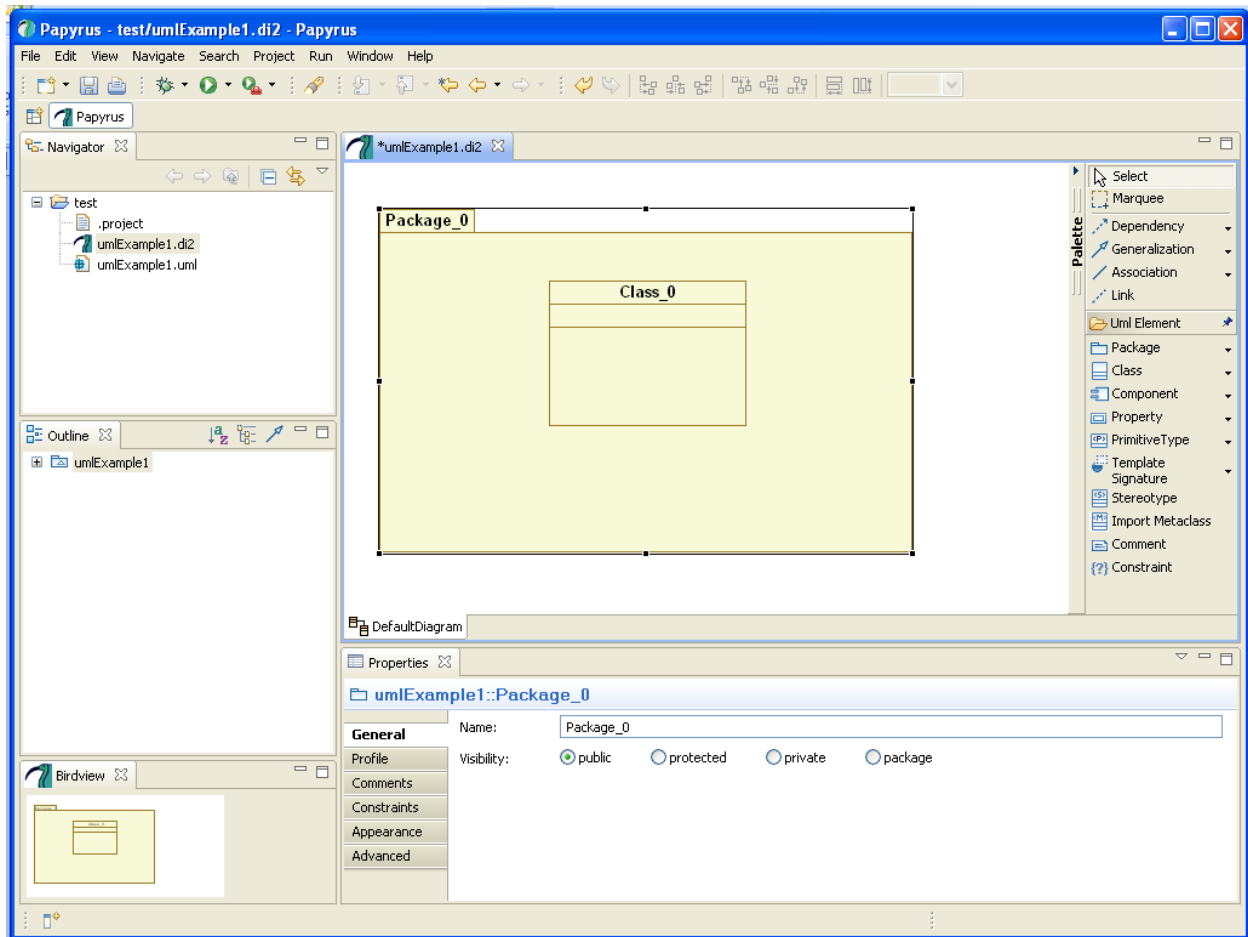 Papyrus - test/umlExample1.di2 - Papyrus
File Edit View Navigate Search Project Run Window Help
Papyrus
Navigator
test
.project
umlExample1.di2
umlExample1.uml
Outline
umlExample1
Birdview
*umlExample1.di2
Package_0
Class_0
DefaultDiagram
Palette
Select
Marquee
Dependency
Generalization
Association
Link
Uml Element
Package
Class
Component
Property
PrimitiveType
Template
Signature
Stereotype
Import Metaclass
Comment
Constraint
Properties
umlExample1::Package_0
General
Profile
Comments
Constraints
Appearance
Advanced
Name: Package_0
Visibility: public protected private package